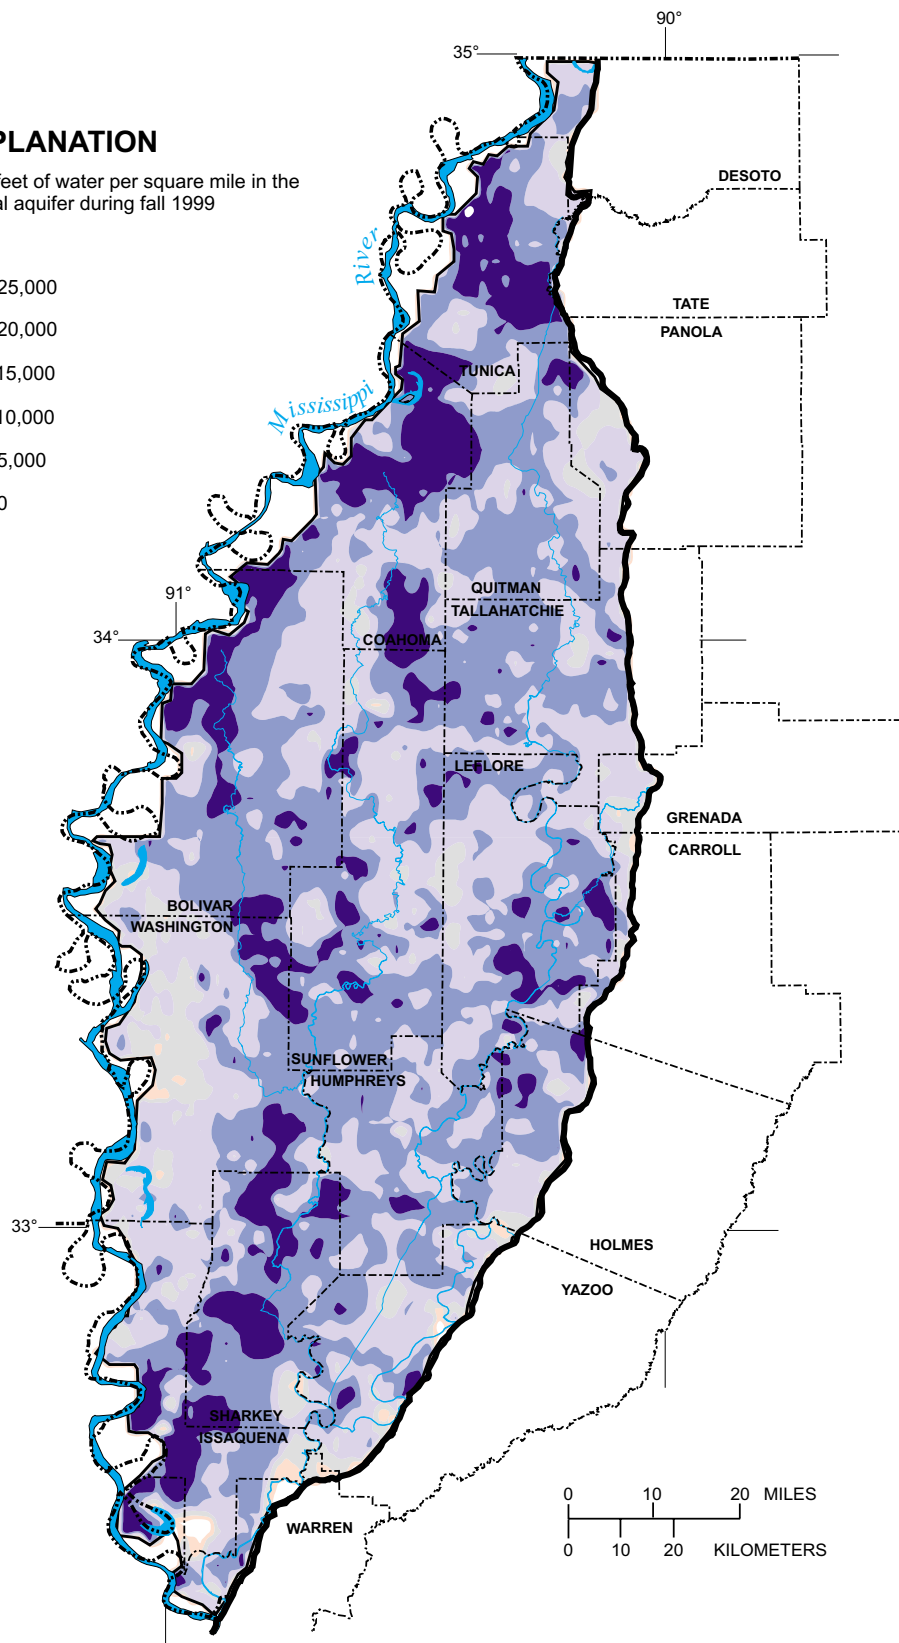 90°
35°
PLANATION
feet of water per square mile in the
al aquifer during fall 1999
DESOTO
River
25,000
TATE
20,000
PANOLA
TUNICA
15,000
Mississippi
10,000
5,000
0
QUITMAN
91°
TALLAHATCHIE
34°
COAHOMA
LEFLORE
GRENADA
CARROLL
BOLIVAR
WASHINGTON
SUNFLOWER
HUMPHREYS
33°
HOLMES
YAZOO
SHARKEY
ISSAQUENA
0 10 20 MILES
WARREN
0 10 20 KILOMETERS